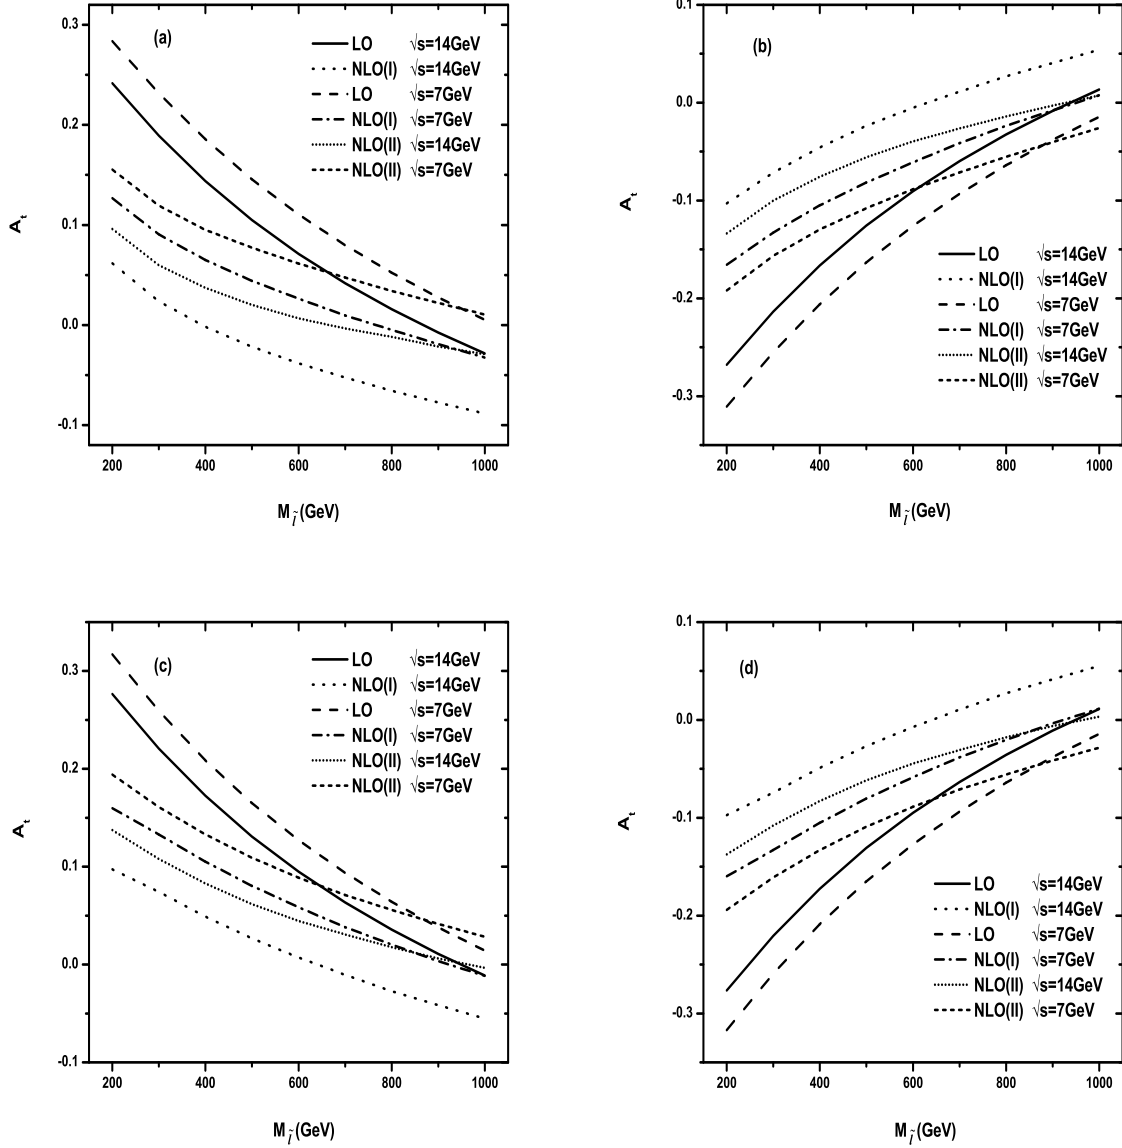 (a)
LO √s=14GeV
NLO(I) √s=14GeV
LO √s=7GeV
NLO(I) √s=7GeV
NLO(II) √s=14GeV
NLO(II) √s=7GeV
0.3
0.2
0.1
0.0
-0.1
A_t
200 400 600 800 1000
M_l̃ (GeV)
(b)
LO √s=14GeV
NLO(I) √s=14GeV
LO √s=7GeV
NLO(I) √s=7GeV
NLO(II) √s=14GeV
NLO(II) √s=7GeV
0.1
0.0
-0.1
-0.2
-0.3
A_t
200 400 600 800 1000
M_l̃ (GeV)
(c)
LO √s=14GeV
NLO(I) √s=14GeV
LO √s=7GeV
NLO(I) √s=7GeV
NLO(II) √s=14GeV
NLO(II) √s=7GeV
0.3
0.2
0.1
0.0
-0.1
A_t
200 400 600 800 1000
M_l̃ (GeV)
(d)
LO √s=14GeV
NLO(I) √s=14GeV
LO √s=7GeV
NLO(I) √s=7GeV
NLO(II) √s=14GeV
NLO(II) √s=7GeV
0.1
0.0
-0.1
-0.2
-0.3
A_t
200 400 600 800 1000
M_l̃ (GeV)